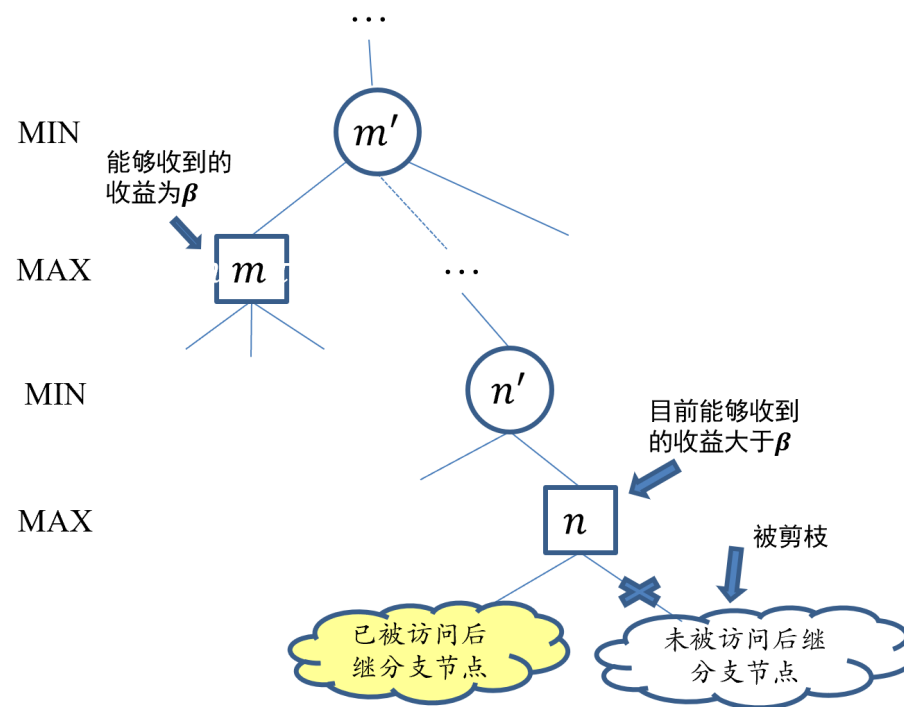 …
MIN
m′
能够收到的
收益为β
MAX
m
…
MIN
n′
目前能够收到
的收益大于β
MAX
n
被剪枝
已被访问后
继分支节点
未被访问后继
分支节点